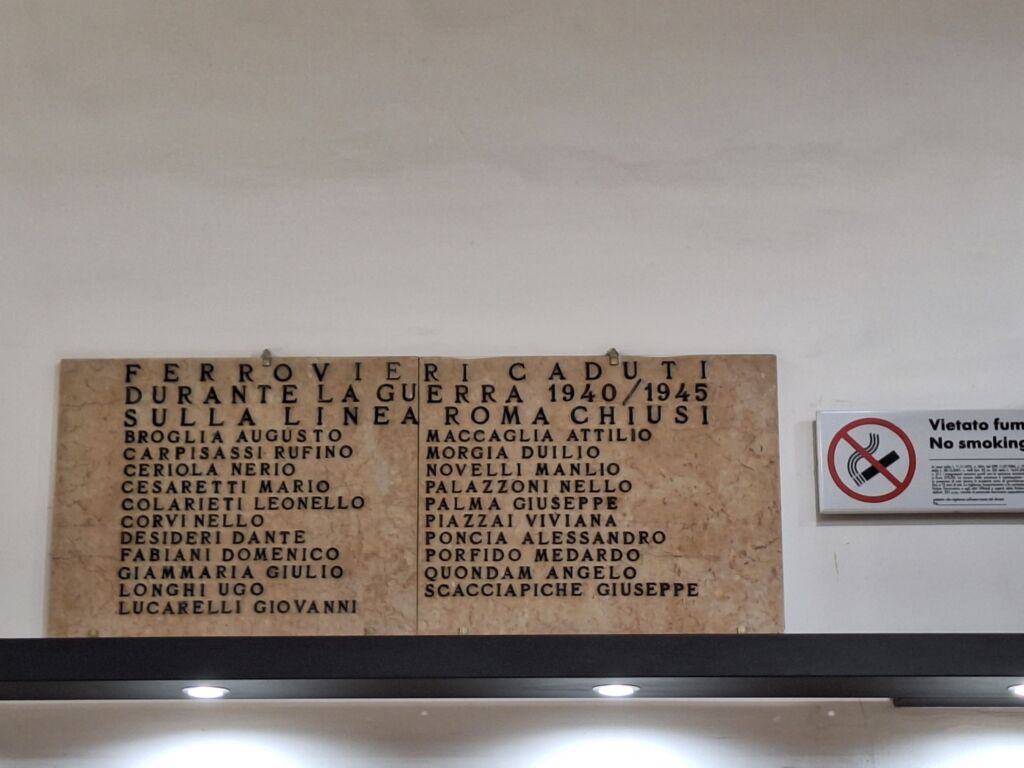 FERROVIERI CADUTI
DURANTE LA GUERRA 1940/1945
SULLA LINEA ROMA CHIUSI
BROGLIA AUGUSTO
CARPISASSI RUFINO
CERIOLA NERIO
CESARETTI MARIO
COLARIETI LEONELLO
CORVI NELLO
DESIDERI DANTE
FABIANI DOMENICO
GIAMMARIA GIULIO
LONGHI UGO
LUCARELLI GIOVANNI
MACCAGLIA ATTILIO
MORGIA DUILIO
NOVELLI MANLIO
PALAZZONI NELLO
PALMA GIUSEPPE
PIAZZAI VIVIANA
PONCIA ALESSANDRO
PORFIDO MEDARDO
QUONDAM ANGELO
SCACCIAPICHE GIUSEPPE
Vietato fum
No smoking